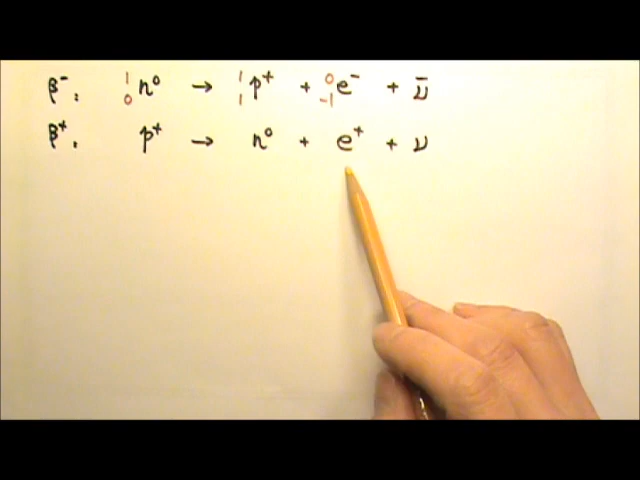 β⁻: ¹₀n⁰ → ¹₁p⁺ + ⁰₋₁e⁻ + ν̄
β⁺: p⁺ → n⁰ + e⁺ + ν